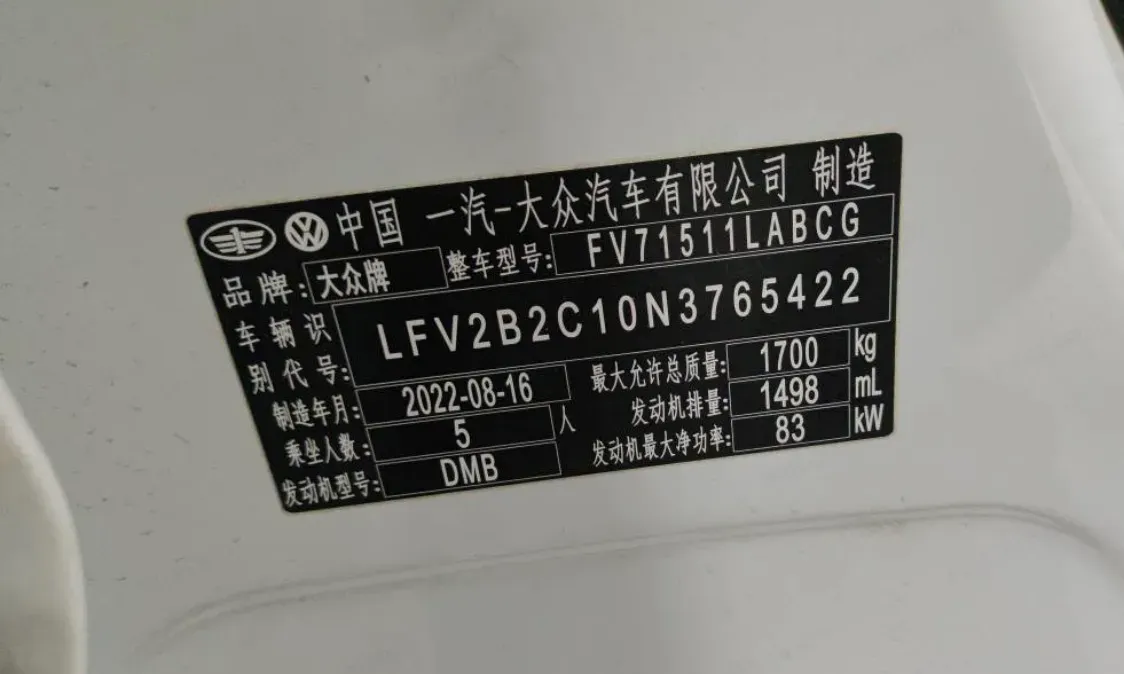 中国 一汽-大众汽车有限公司 制造
品牌: 大众牌 整车型号: FV71511LABCG
车辆识别代号: LFV2B2C10N3765422
制造年月: 2022-08-16 最大允许总质量: 1700 kg
乘坐人数: 5 人 发动机排量: 1498 mL
发动机型号: DMB 发动机最大净功率: 83 kW